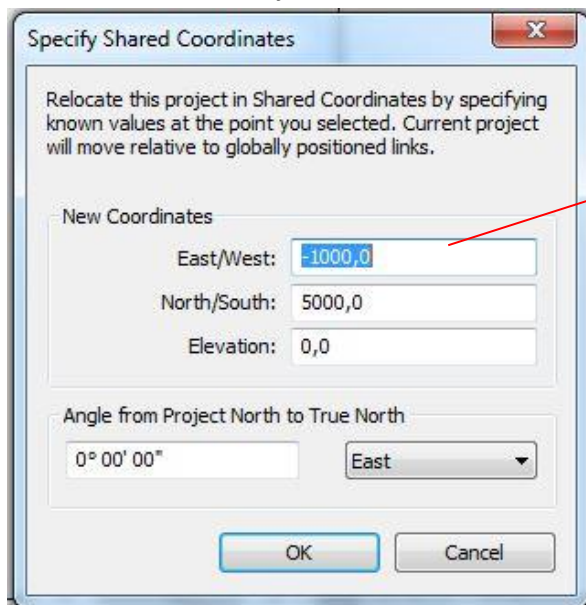 Specify Shared Coordinates
Relocate this project in Shared Coordinates by specifying
known values at the point you selected. Current project
will move relative to globally positioned links.
New Coordinates
East/West: -1000,0
North/South: 5000,0
Elevation: 0,0
Angle from Project North to True North
0° 00' 00" East
OK Cancel